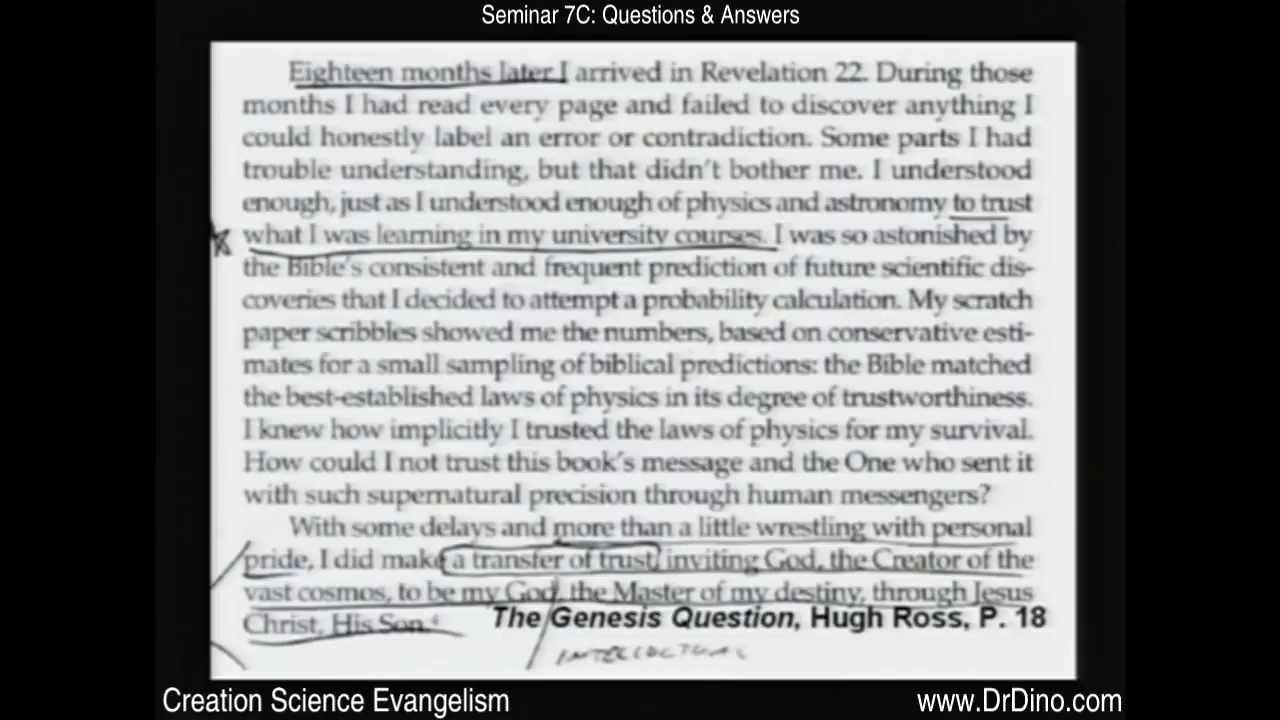 Seminar 7C: Questions & Answers
Eighteen months later I arrived in Revelation 22. During those
months I had read every page and failed to discover anything I
could honestly label an error or contradiction. Some parts I had
trouble understanding, but that didn't bother me. I understood
enough, just as I understood enough of physics and astronomy to trust
what I was learning in my university courses. I was so astonished by
the Bible's consistent and frequent prediction of future scientific dis-
coveries that I decided to attempt a probability calculation. My scratch
paper scribbles showed me the numbers, based on conservative esti-
mates for a small sampling of biblical predictions: the Bible matched
the best-established laws of physics in its degree of trustworthiness.
I knew how implicitly I trusted the laws of physics for my survival.
How could I not trust this book's message and the One who sent it
with such supernatural precision through human messengers?
With some delays and more than a little wrestling with personal
pride, I did make a transfer of trust, inviting God, the Creator of the
vast cosmos, to be my God, the Master of my destiny, through Jesus
Christ, His Son.⁴
The Genesis Question, Hugh Ross, P. 18
INTELLECTUAL
Creation Science Evangelism
www.DrDino.com